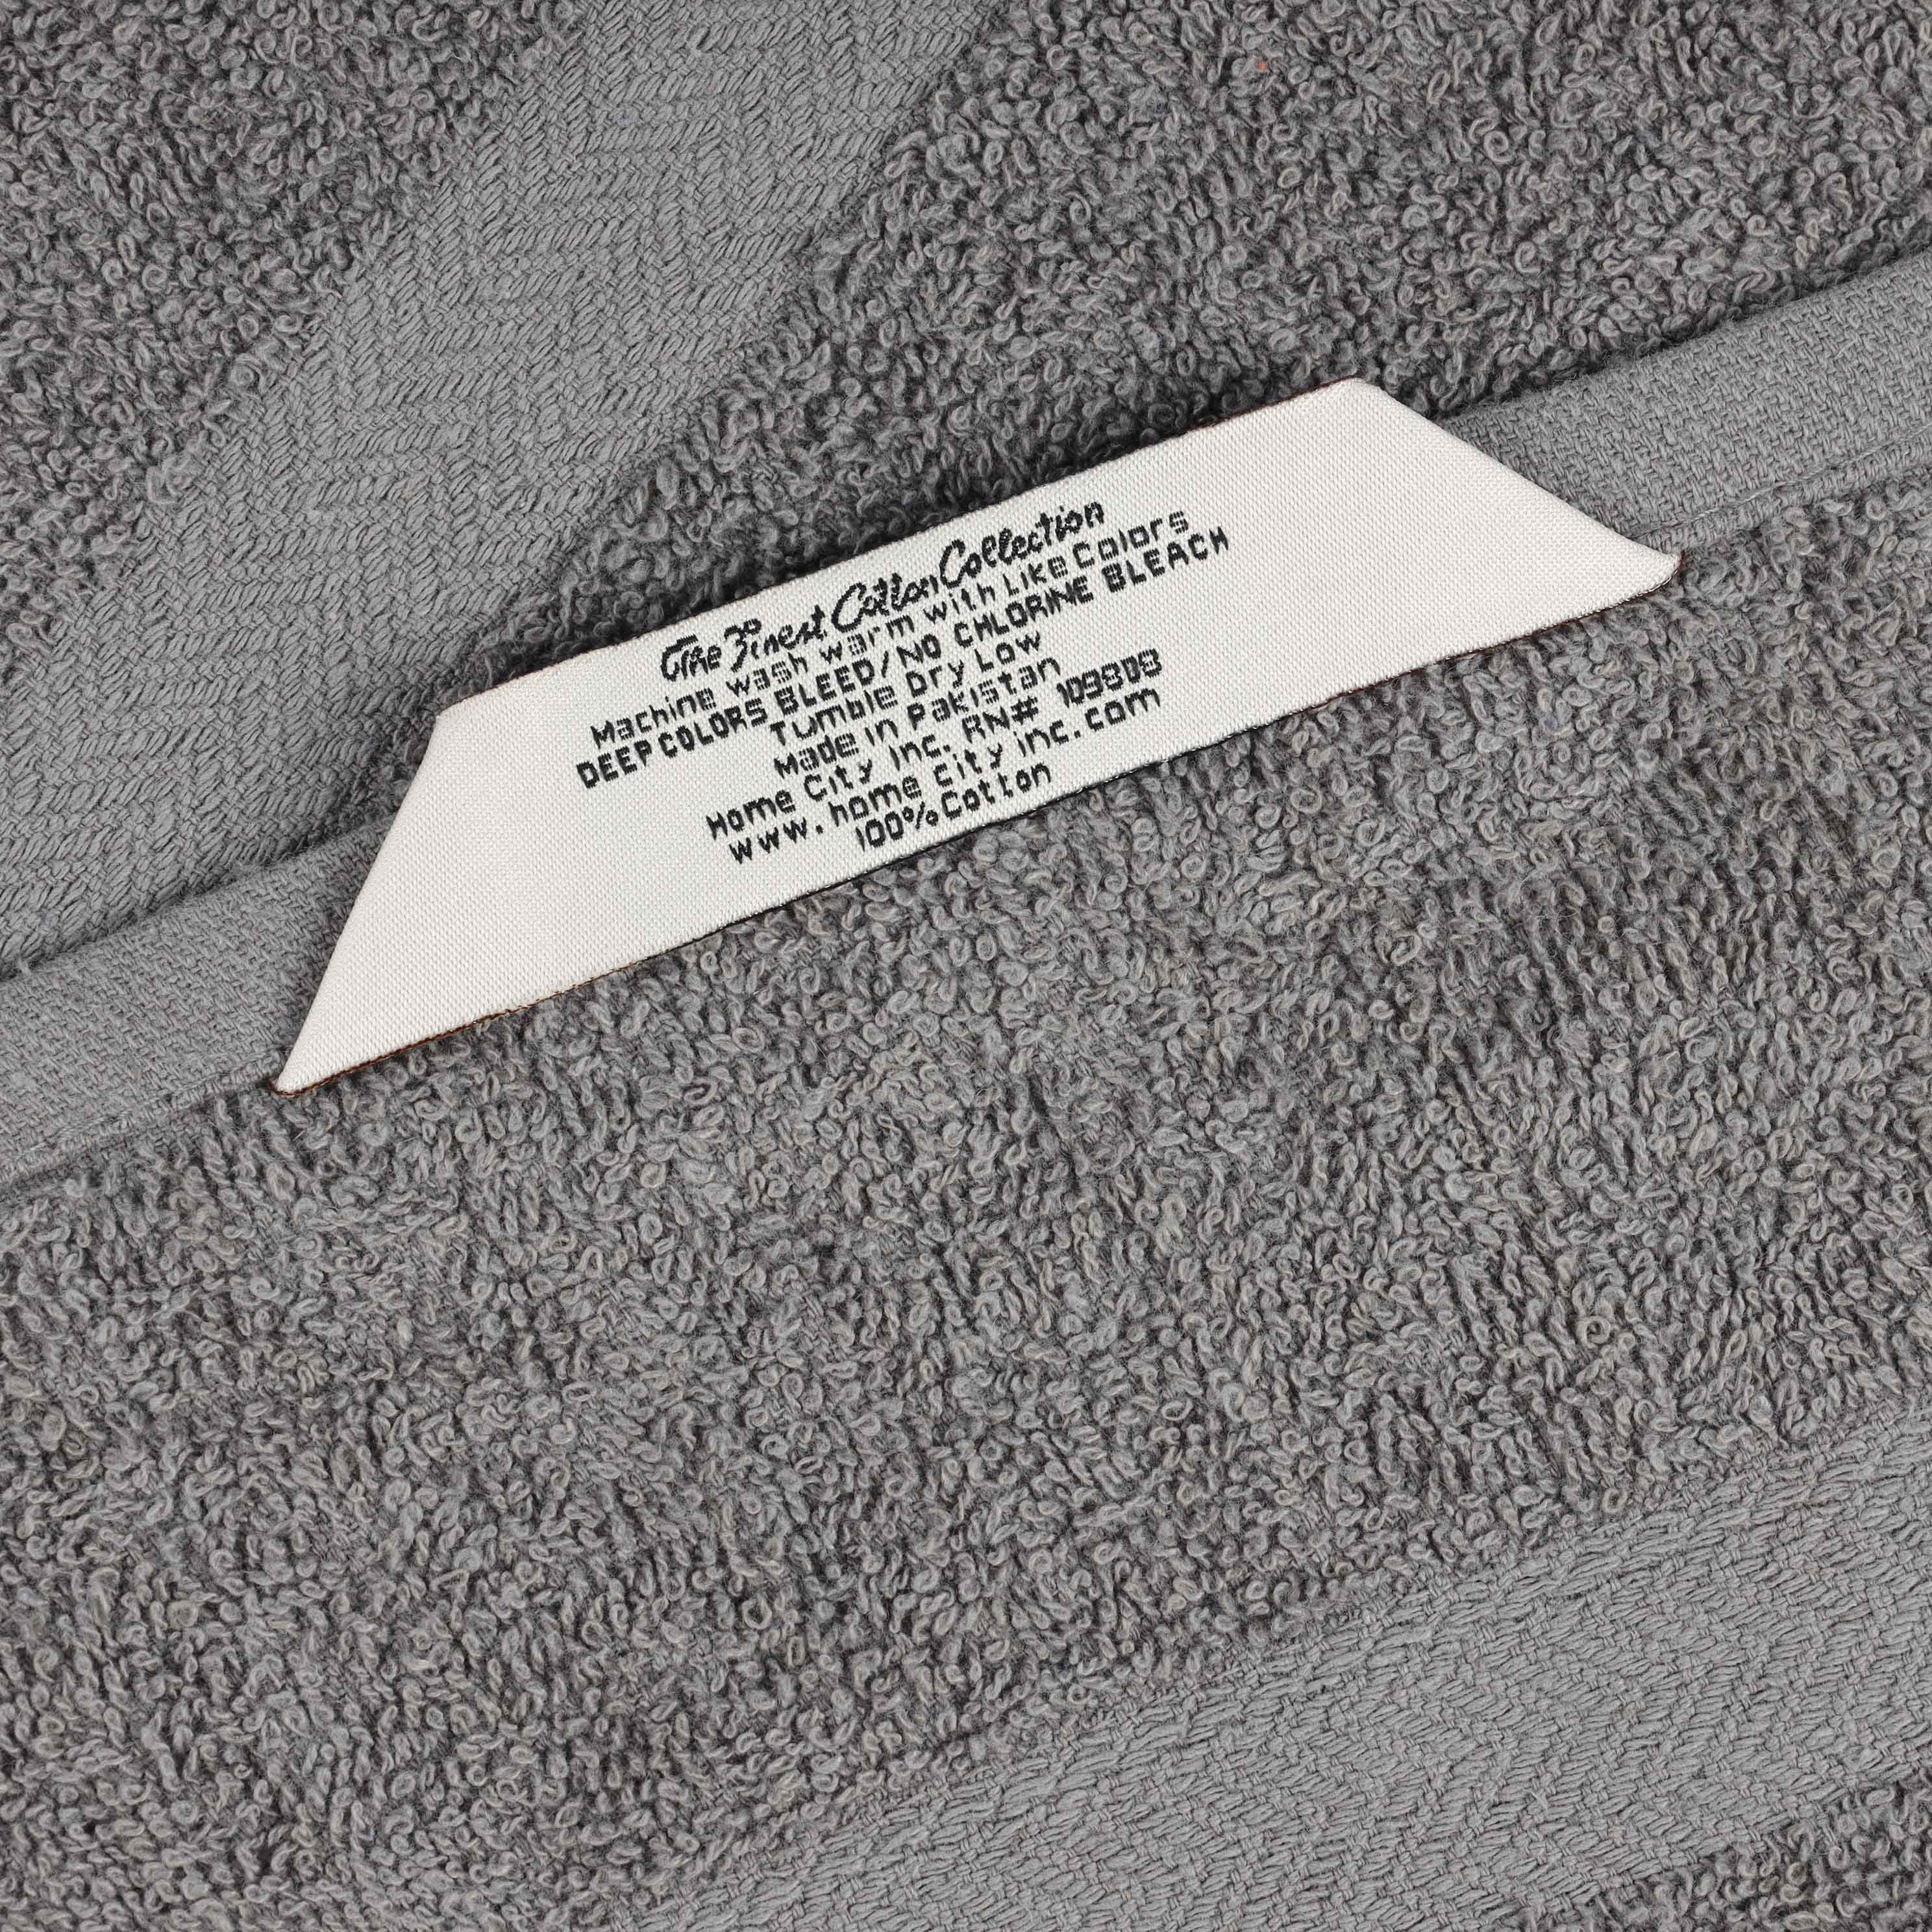 The Finest Cotton Collection
Machine wash warm with Like Colors
DEEP COLORS BLEED/NO CHLORINE BLEACH
Tumble Dry Low
Made in Pakistan
Home City Inc. RN# 109808
www.home city inc.com
100%Cotton